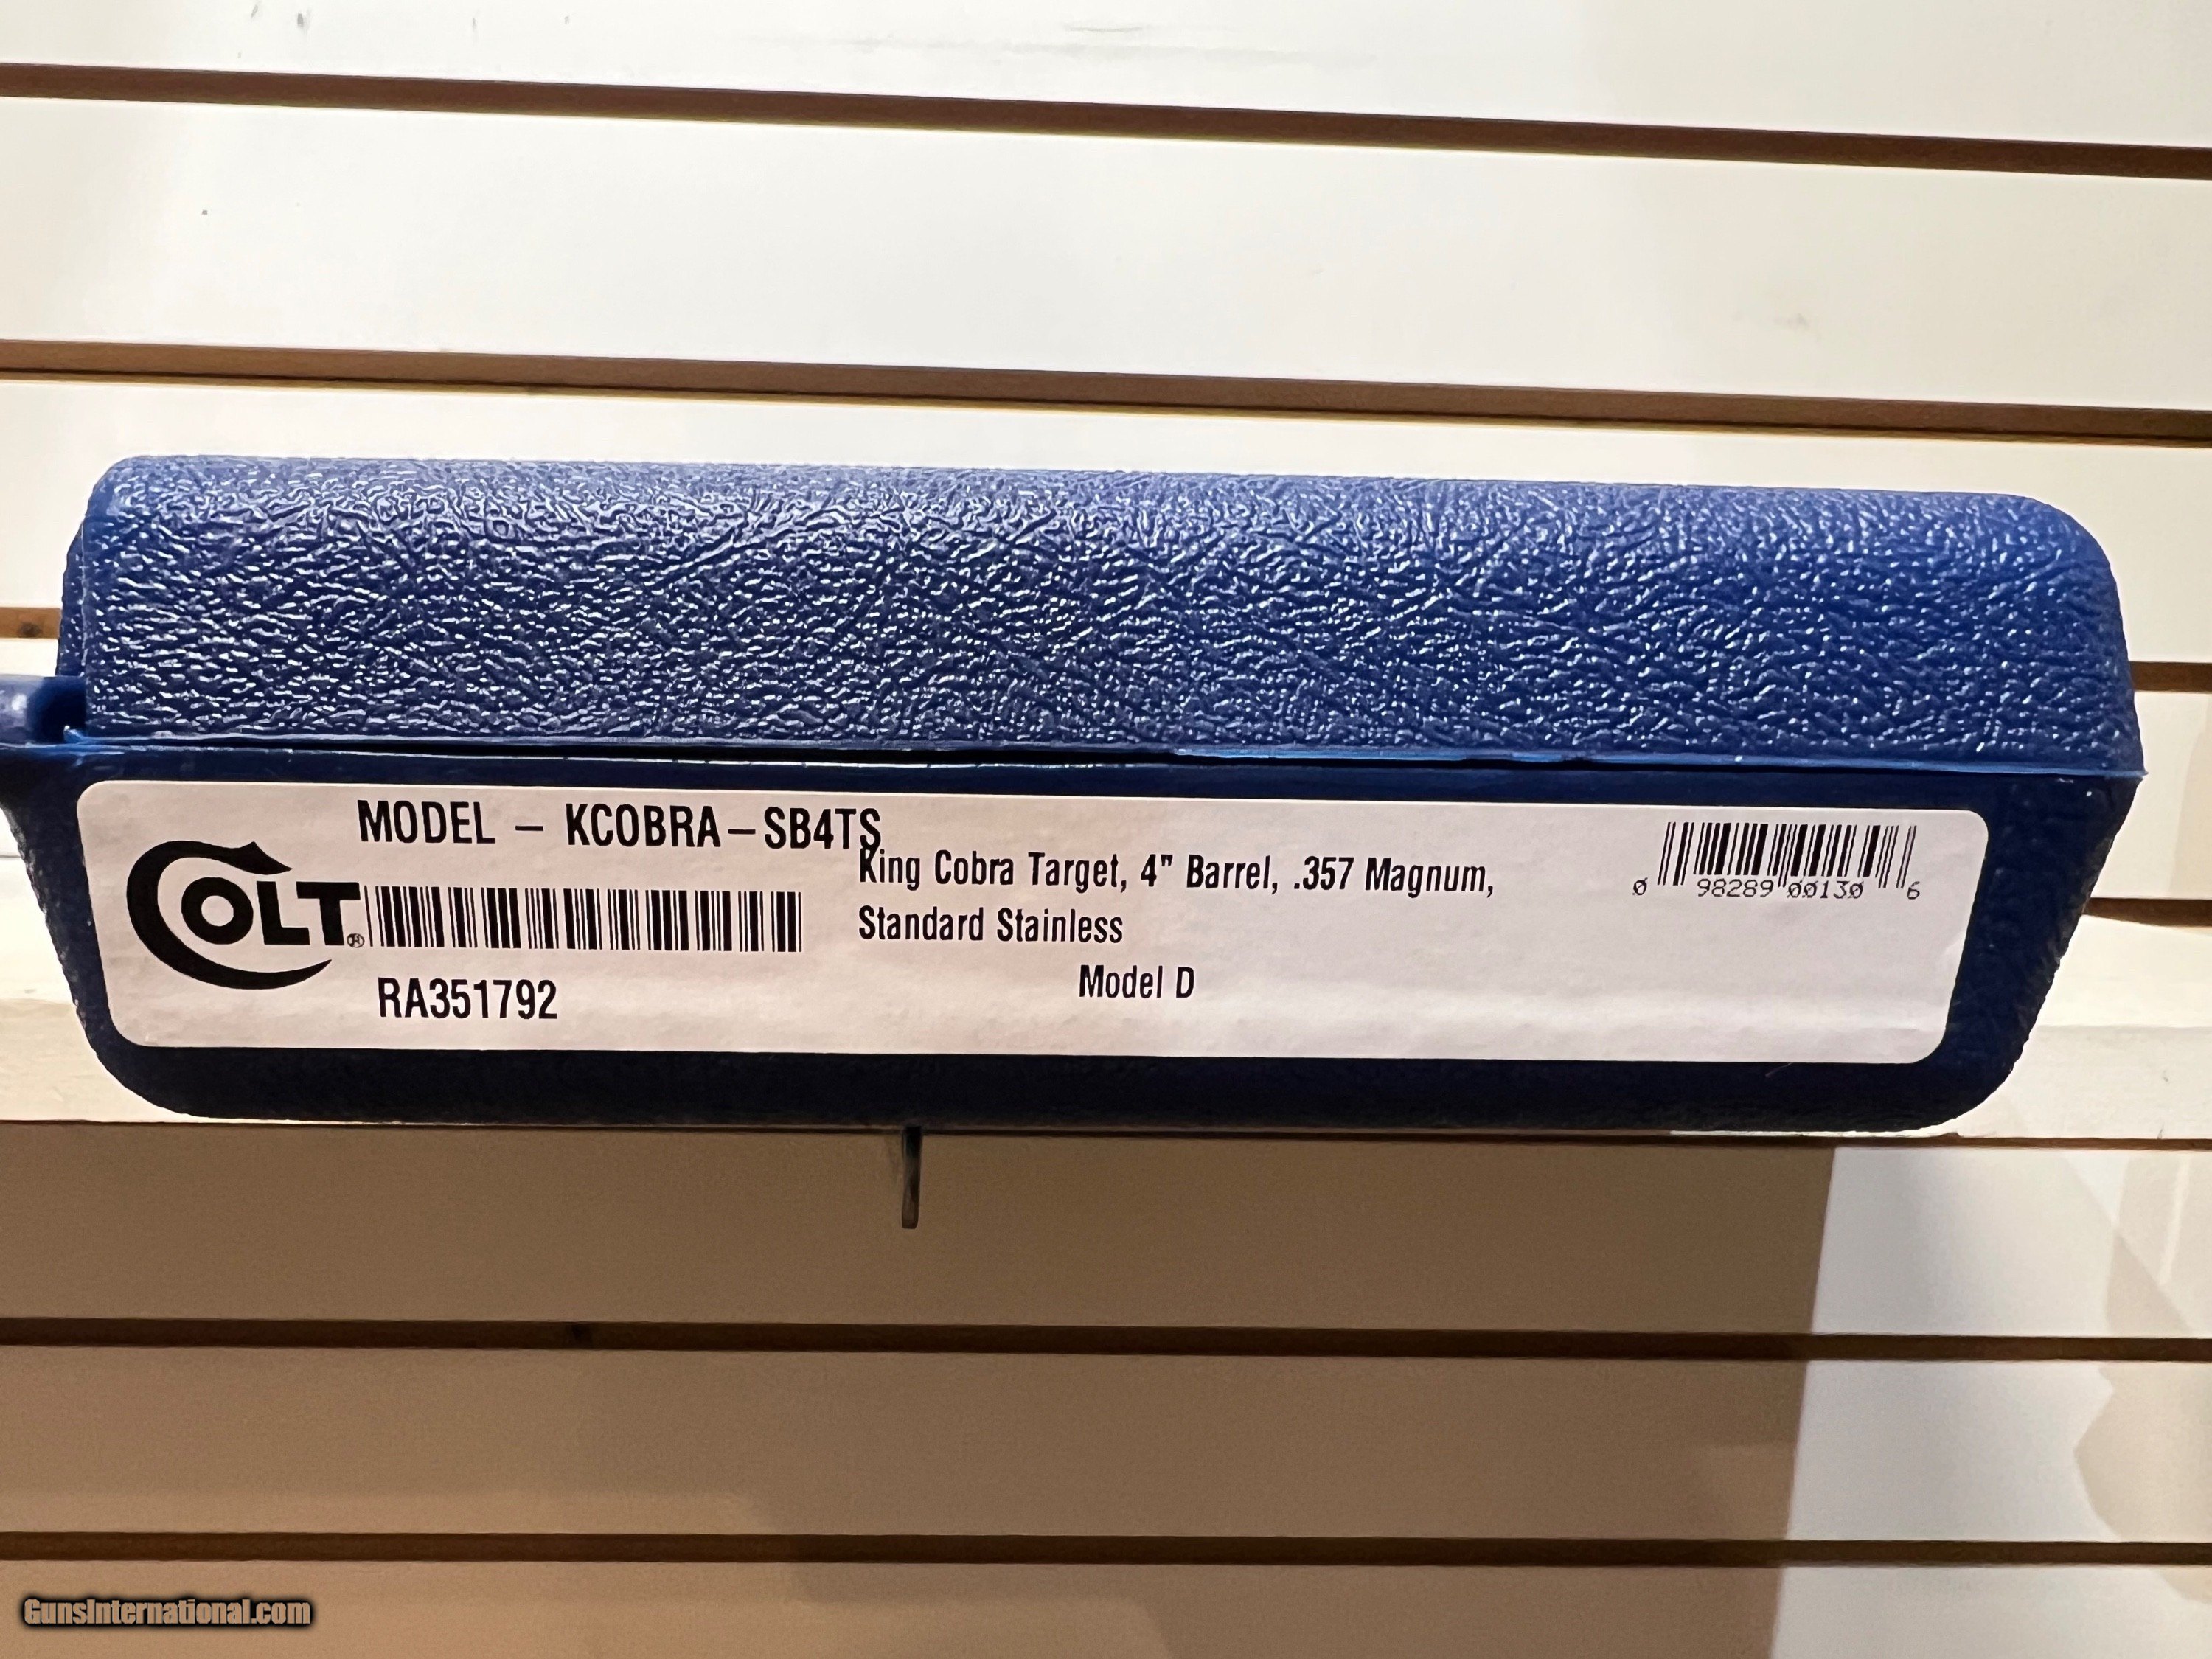 MODEL – KCOBRA–SB4TS
King Cobra Target, 4" Barrel, .357 Magnum,
Standard Stainless
Model D
COLT®
RA351792
0 98289 00130 6
GunsInternational.com